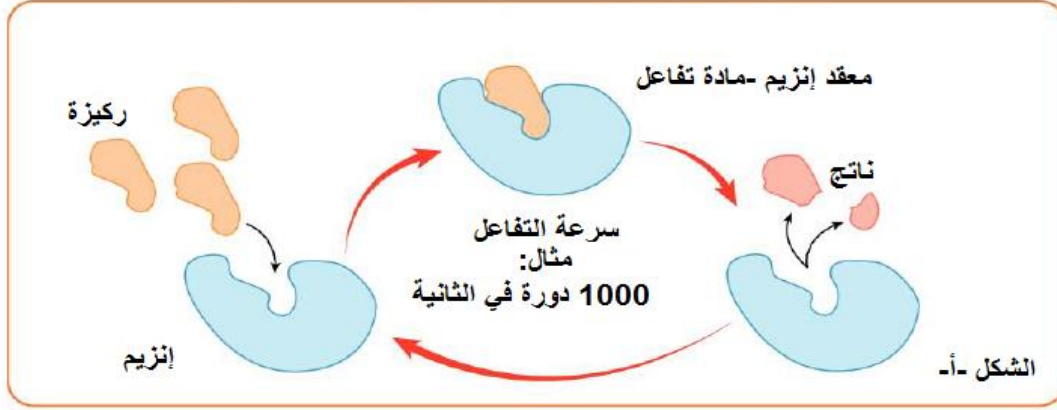 معقد إنزيم -مادة تفاعل
ركيزة
ناتج
سرعة التفاعل
مثال:
1000 دورة في الثانية
إنزيم
الشكل -أ-